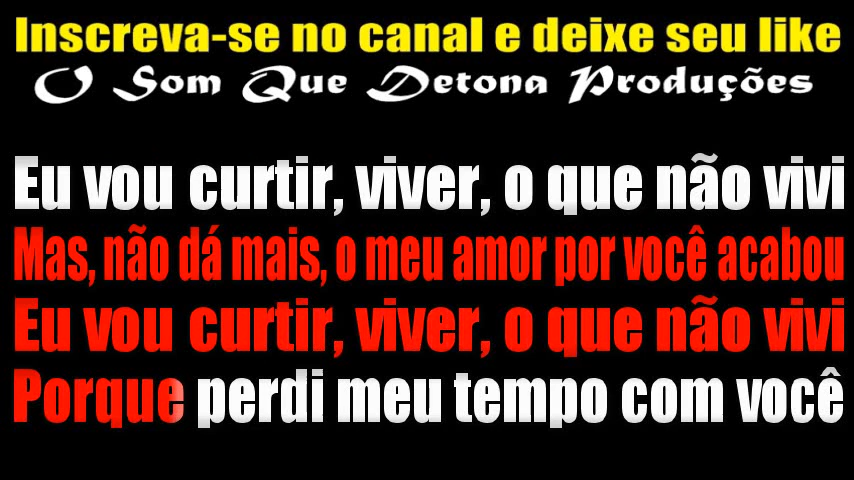 Inscreva-se no canal e deixe seu like
O Som Que Detona Produções
Eu vou curtir, viver, o que não vivi
Mas, não dá mais, o meu amor por você acabou
Eu vou curtir, viver, o que não vivi
Porque perdi meu tempo com você